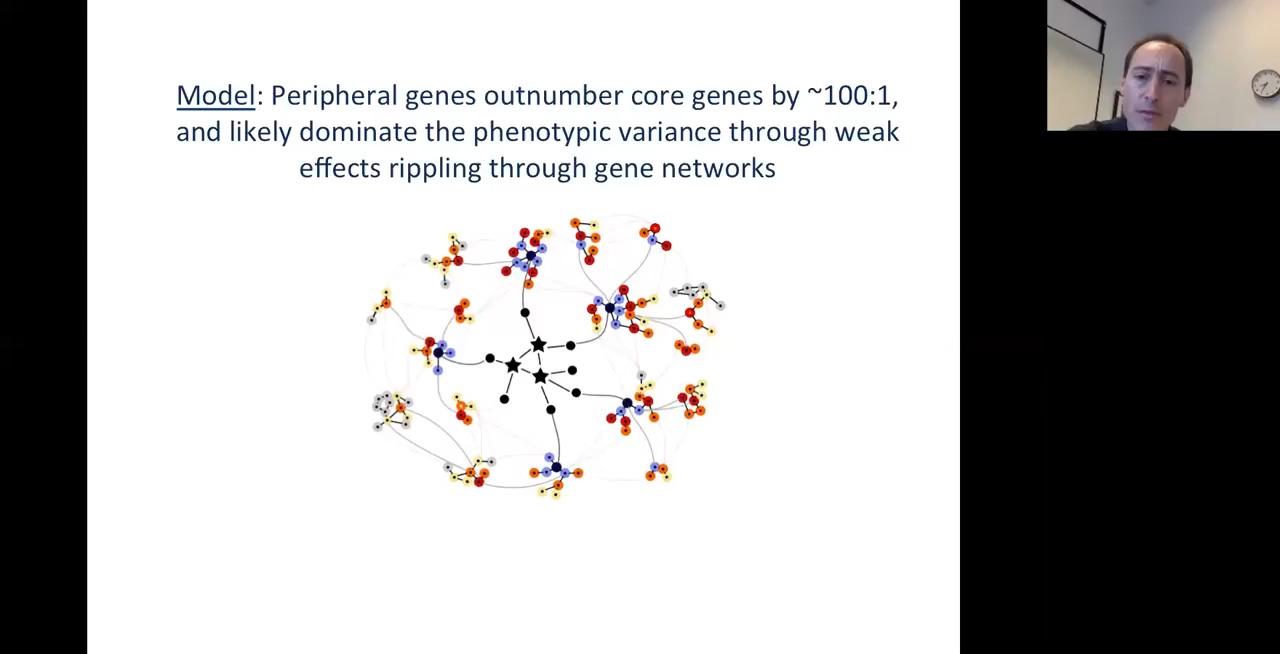 Model: Peripheral genes outnumber core genes by ~100:1,
and likely dominate the phenotypic variance through weak
effects rippling through gene networks